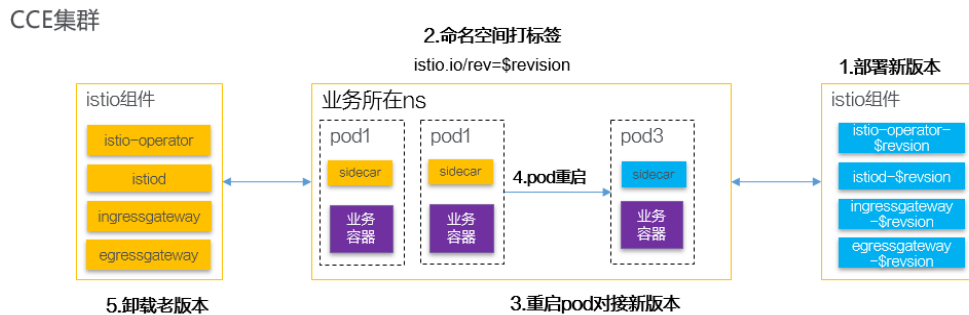 CCE集群
2.命名空间打标签
istio.io/rev=$revision
1.部署新版本
istio组件
istio-operator
istiod
ingressgateway
egressgateway
5.卸载老版本
业务所在ns
pod1
sidecar
业务
容器
pod1
sidecar
业务
容器
4.pod重启
pod3
sidecar
业务
容器
3.重启pod对接新版本
istio组件
istio-operator-
$revsion
istiod-$revsion
ingressgateway
-$revsion
egressgateway
-$revsion